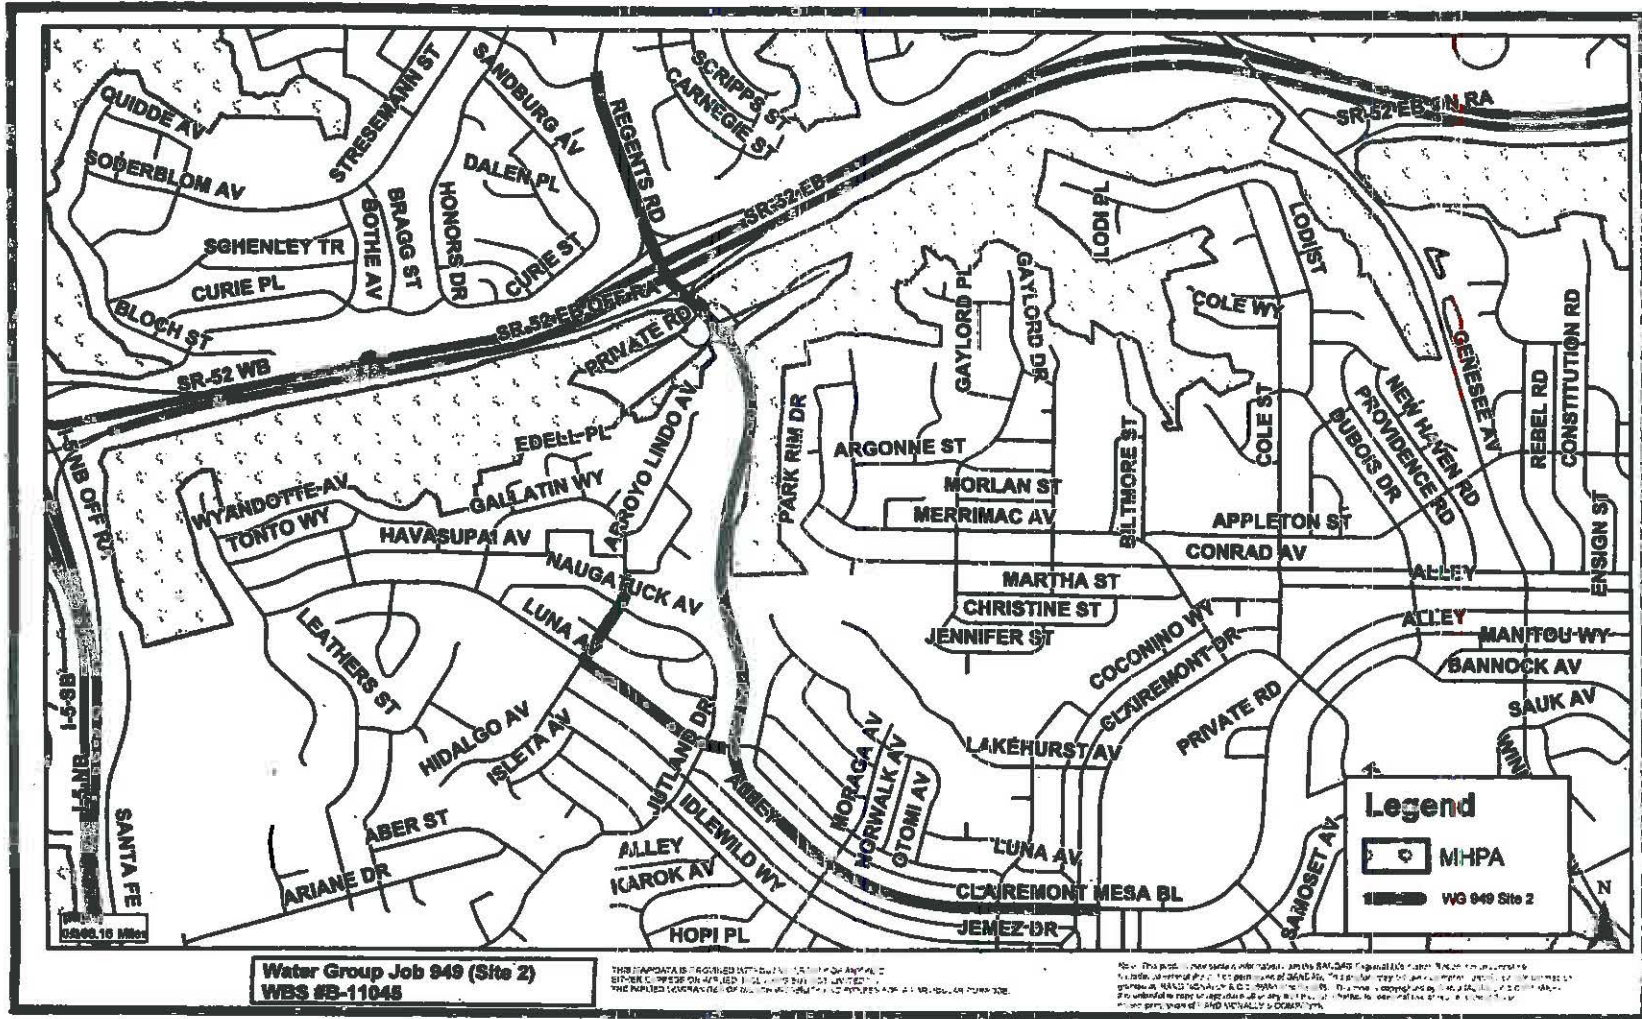 SCRIPPS ST
CARNEGIE ST
SANDBURG AV
STRESEMANN ST
REGENTS RD
QUIDDE AV
SODERBLOM AV
DALEN PL
HONORS DR
BRAGG ST
BOTHE AV
CURIE ST
SGHENLEY TR
CURIE PL
BLOCH ST
SR-52-EB ON RA
SR-52-EB
SR-52-EB OFF RA
PRIVATE RD
SR-52 WB
LODI PL
LODI ST
GAYLORD PL
GAYLORD DR
COLE WY
COLE ST
GENESEE AV
CONSTITUTION RD
REBEL RD
NEW HAVEN RD
PROVIDENCE RD
DUBOIS DR
ENSIGN ST
EDELL PL
ARROYO LINDO AV
PARK RIM DR
ARGONNE ST
MORLAN ST
MERRIMAC AV
BILTMORE ST
APPLETON ST
CONRAD AV
WYANDOTTE AV
GALLATIN WY
TONTO WY
HAVASUPAI AV
NAUGATUCK AV
LUNA AV
LEATHERS ST
MARTHA ST
CHRISTINE ST
JENNIFER ST
ALLEY
ALLEY
MANITOU WY
BANNOCK AV
SAUK AV
COCONINO WY
CLAIREMONT DR
PRIVATE RD
LAKEHURST AV
I-5 SB
I-5 NB
SANTA FE
HIDALGO AV
ISLETA AV
JUTLAND DR
MORAGA AV
NORWALK AV
OTOMI AV
IDLEWILD WY
ABER ST
ARIANE DR
ALLEY
KAROK AV
HOPI PL
LUNA AV
CLAIREMONT MESA BL
JEMEZ DR
SAMOSET AV
Legend
MHPA
WG 949 Site 2
N
Water Group Job 949 (Site 2)
WBS #B-11045